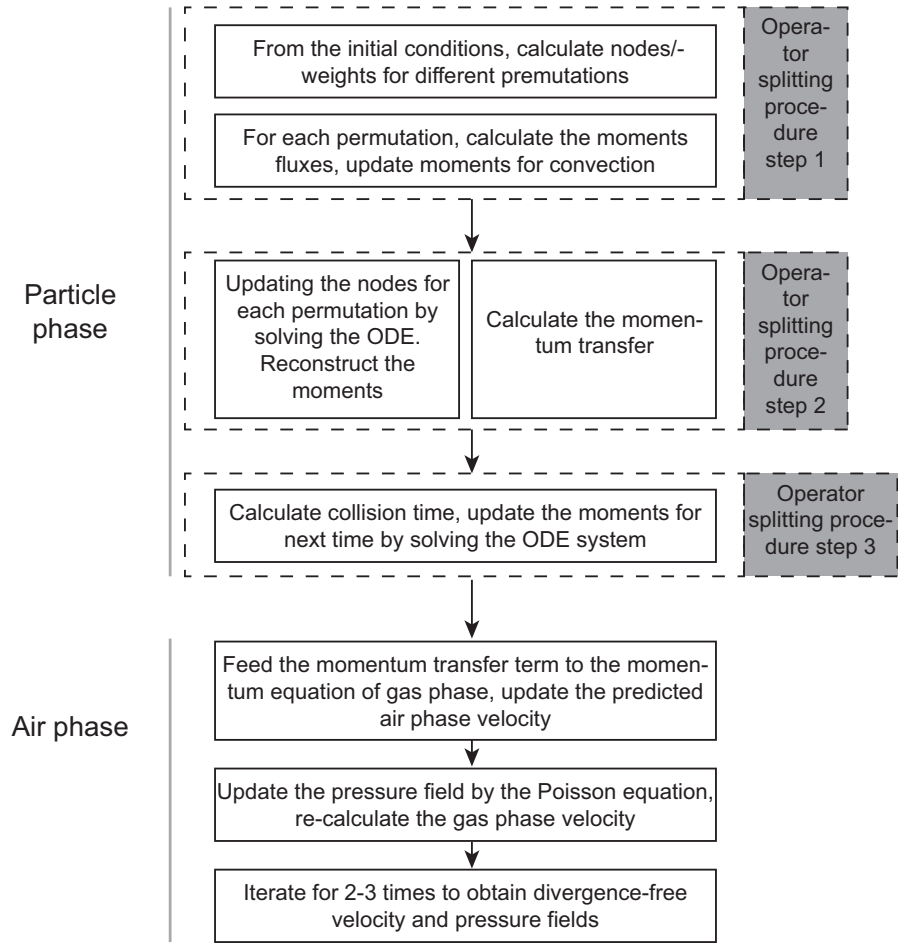 From the initial conditions, calculate nodes/-
weights for different premutations
For each permutation, calculate the moments
fluxes, update moments for convection
Opera-
tor
splitting
proce-
dure
step 1
Particle
phase
Updating the nodes for
each permutation by
solving the ODE.
Reconstruct the
moments
Calculate the momen-
tum transfer
Opera-
tor
splitting
proce-
dure
step 2
Calculate collision time, update the moments for
next time by solving the ODE system
Operator
splitting proce-
dure step 3
Air phase
Feed the momentum transfer term to the momen-
tum equation of gas phase, update the predicted
air phase velocity
Update the pressure field by the Poisson equation,
re-calculate the gas phase velocity
Iterate for 2-3 times to obtain divergence-free
velocity and pressure fields